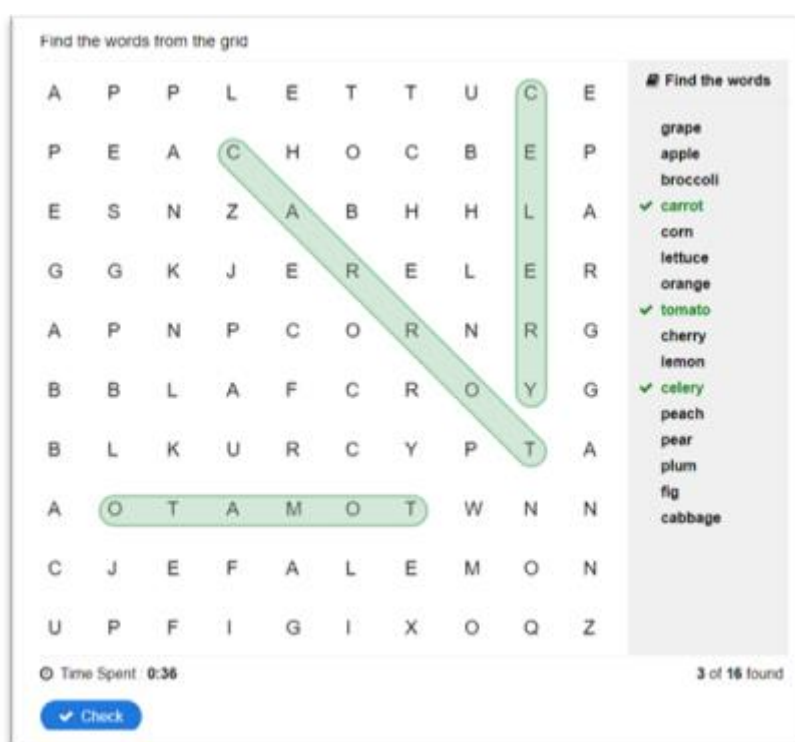 Find the words from the grid
A P P L E T T U C E
P E A C H O C B E P
E S N Z A B H H L A
G G K J E R E L E R
A P N P C O R N R G
B B L A F C R O Y G
B L K U R C Y P T A
A O T A M O T W N N
C J E F A L E M O N
U P F I G I X O Q Z
Find the words
grape
apple
broccoli
carrot
corn
lettuce
orange
tomato
cherry
lemon
celery
peach
pear
plum
fig
cabbage
Time Spent : 0:36
3 of 16 found
Check